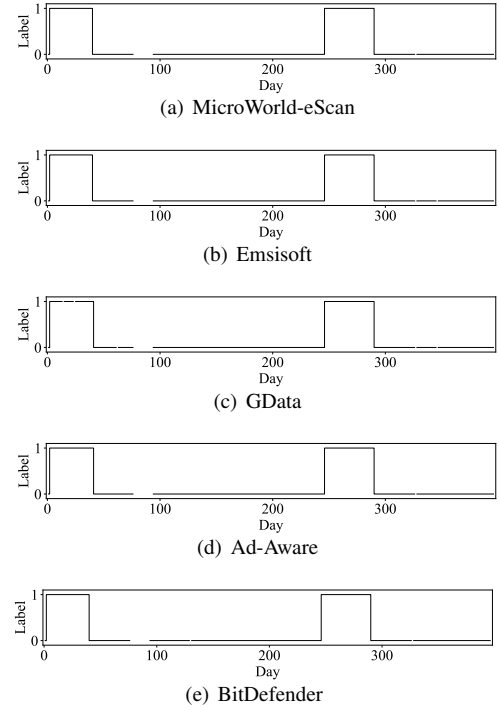 1
Label
0
0 100 200 300
Day
(a) MicroWorld-eScan
1
Label
0
0 100 200 300
Day
(b) Emsisoft
1
Label
0
0 100 200 300
Day
(c) GData
1
Label
0
0 100 200 300
Day
(d) Ad-Aware
1
Label
0
0 100 200 300
Day
(e) BitDefender